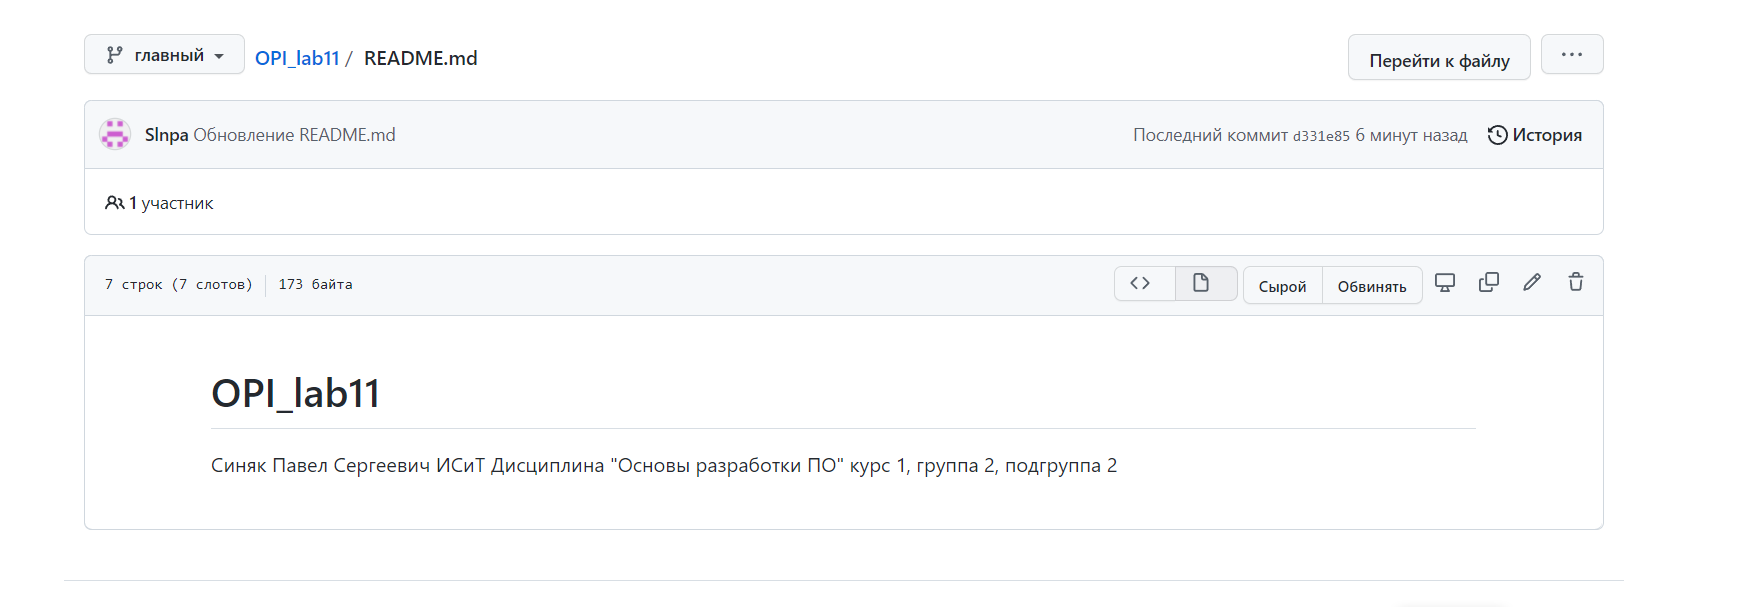 главный
OPI_lab11 / README.md
Перейти к файлу
...
Slnpa Обновление README.md
Последний коммит d331e85 6 минут назад
История
1 участник
7 строк (7 слотов)
173 байта
<>
Сырой
Обвинять
OPI_lab11
Синяк Павел Сергеевич ИСиТ Дисциплина "Основы разработки ПО" курс 1, группа 2, подгруппа 2